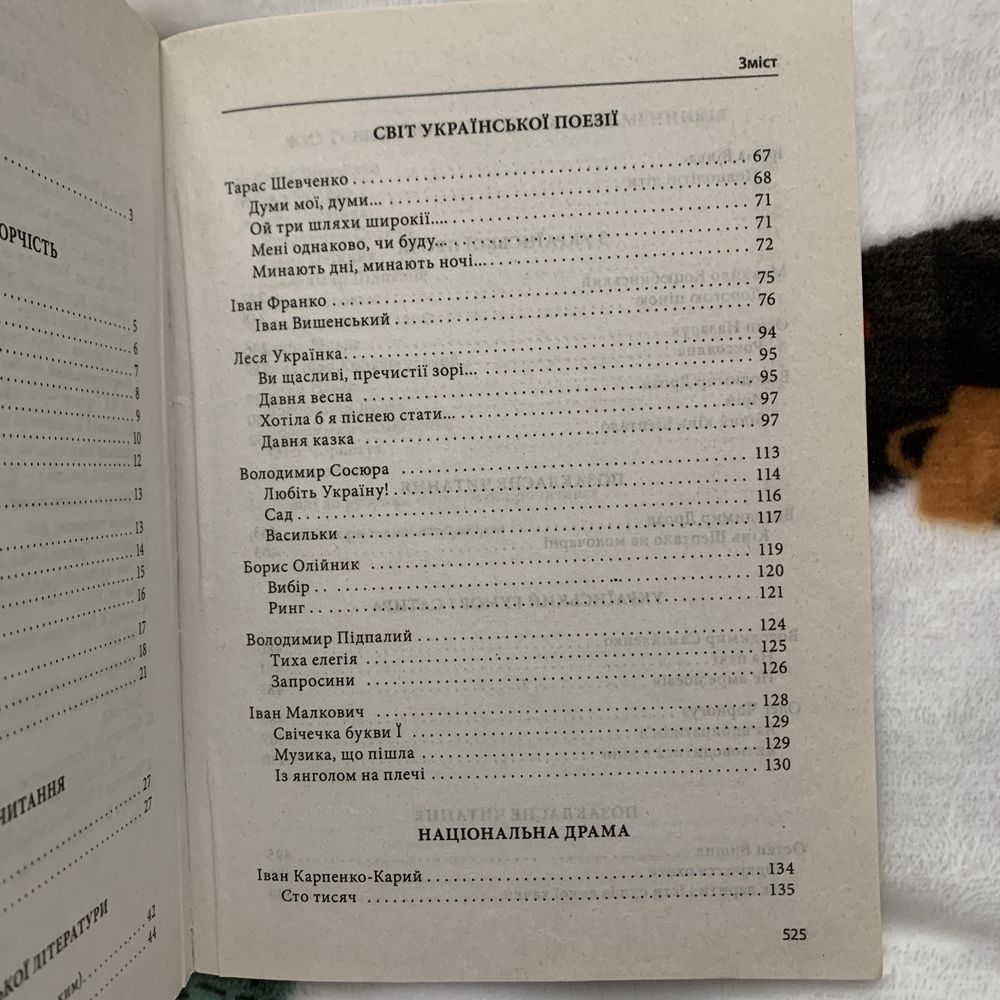 3
ОРЧІСТЬ
5
6
7
8
9
10
12
13
13
14
15
16
17
18
21
ЧИТАННЯ
27
27
ЬКОЇ ЛІТЕРАТУРИ
42
ким) 44
Зміст
СВІТ УКРАЇНСЬКОЇ ПОЕЗІЇ
Тарас Шевченко 67
Думи мої, думи... 68
Ой три шляхи широкії.... 71
Мені однаково, чи буду... 71
Минають дні, минають ночі... 72
Іван Франко 75
Іван Вишенський 76
Леся Українка 94
Ви щасливі, пречистії зорі... 95
Давня весна 95
Хотіла б я піснею стати... 97
Давня казка 97
Володимир Сосюра 113
Любіть Україну! 114
Сад 116
Васильки 117
Борис Олійник 119
Вибір 120
Ринг 121
Володимир Підпалий 124
Тиха елегія 125
Запросини 126
Іван Малкович 128
Свічечка букви Ї 129
Музика, що пішла 129
Із янголом на плечі 130
НАЦІОНАЛЬНА ДРАМА
Іван Карпенко-Карий 134
Сто тисяч 135
525